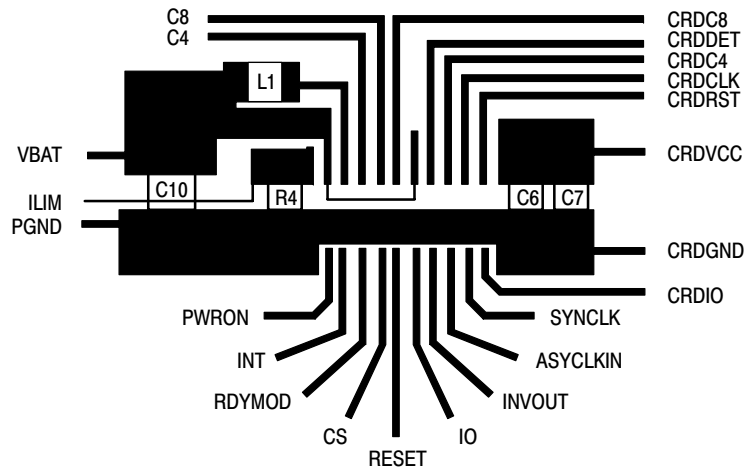 C8
CRDC8
C4
CRDDET
CRDC4
L1
CRDCLK
CRDRST
VBAT
CRDVCC
C10
R4
C6
C7
ILIM
PGND
CRDGND
CRDIO
PWRON
SYNCLK
INT
ASYCLKIN
RDYMOD
INVOUT
CS
IO
RESET